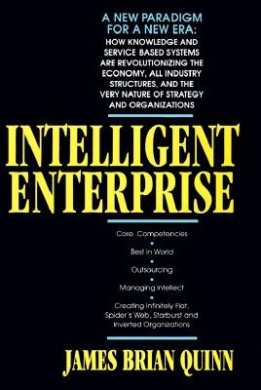 A NEW PARADIGM
FOR A NEW ERA:
HOW KNOWLEDGE AND
SERVICE BASED SYSTEMS
ARE REVOLUTIONIZING THE
ECONOMY, ALL INDUSTRY
STRUCTURES, AND THE
VERY NATURE OF STRATEGY
AND ORGANIZATIONS
INTELLIGENT
ENTERPRISE
Core Competencies
•
Best in World
•
Outsourcing
•
Managing Intellect
•
Creating Infinitely Flat,
Spider's Web, Starburst and
Inverted Organizations
JAMES BRIAN QUINN